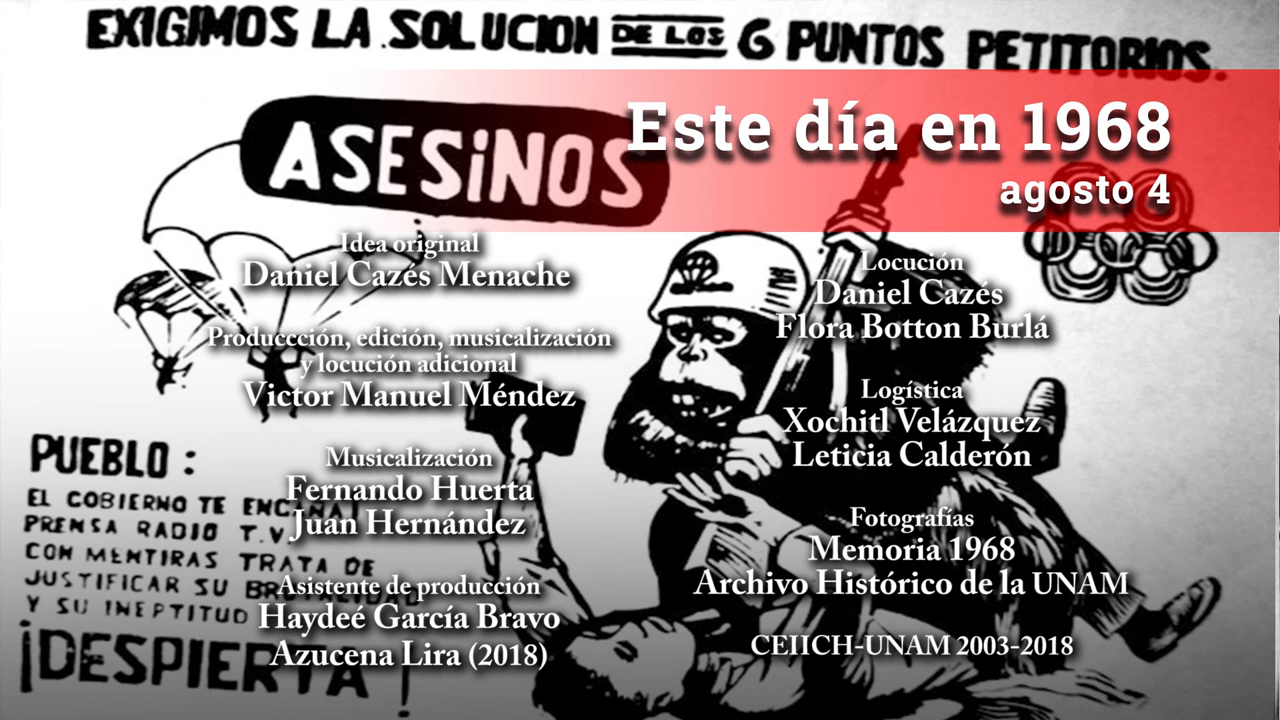 EXIGIMOS LA SOLUCION DE LOS 6 PUNTOS PETITORIOS.
Este día en 1968
agosto 4
ASESiNOS
Idea original
Daniel Cazés Menache
Produccción, edición, musicalización
y locución adicional
Victor Manuel Méndez
Musicalización
Fernando Huerta
Juan Hernández
Asistente de producción
Haydeé García Bravo
Azucena Lira (2018)
Locución
Daniel Cazés
Flora Botton Burlá
Logística
Xochitl Velázquez
Leticia Calderón
Fotografías
Memoria 1968
Archivo Histórico de la UNAM
CEIICH-UNAM 2003-2018
PUEBLO :
EL GOBIERNO TE
PRENSA RADIO T.V.
CON MENTIRAS TRATA DE
JUSTIFICAR SU
Y SU INEPTITUD
¡DESPIERTA!